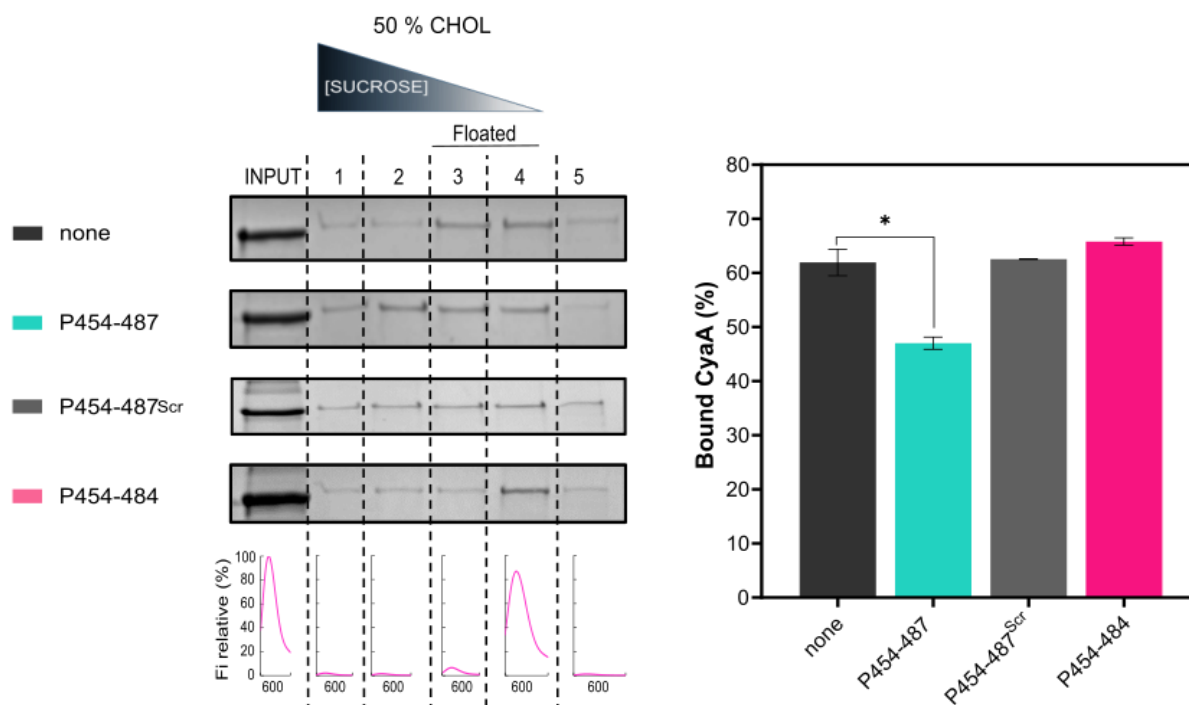 50 % CHOL
[SUCROSE]
Floated
INPUT 1 2 3 4 5
none
P454-487
P454-487Scr
P454-484
Fi relative (%)
100
80
60
40
20
0
600 600 600 600 600 600
Bound CyaA (%)
80
70
60
50
40
30
20
10
0
*
none
P454-487
P454-487Scr
P454-484